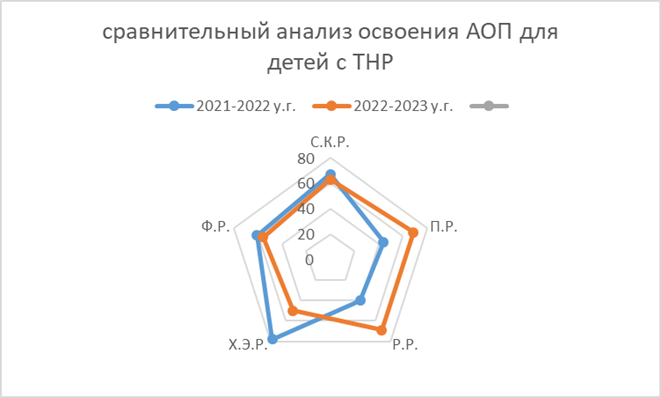 сравнительный анализ освоения АОП для
детей с ТНР
2021-2022 у.г. 2022-2023 у.г.
С.К.Р.
80
60
40
20
0
Ф.Р. П.Р.
Х.Э.Р. Р.Р.